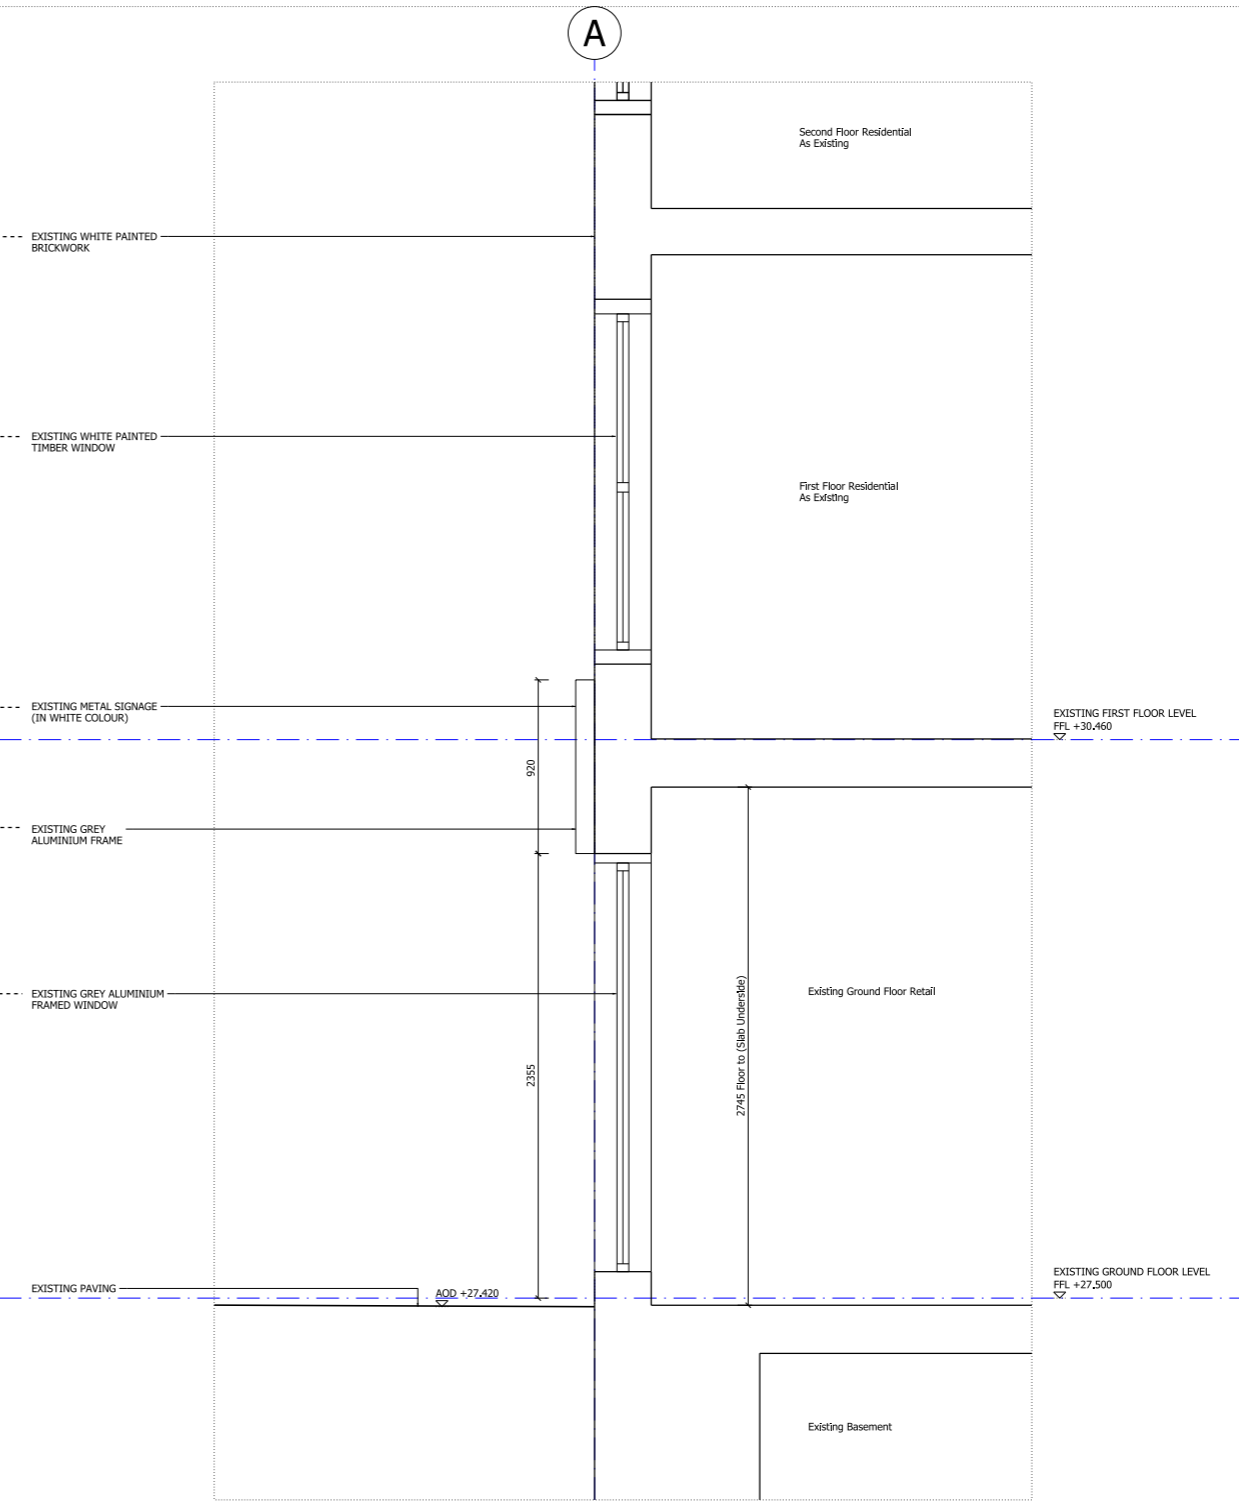 A
Second Floor Residential
As Existing
EXISTING WHITE PAINTED
BRICKWORK
EXISTING WHITE PAINTED
TIMBER WINDOW
First Floor Residential
As Existing
EXISTING METAL SIGNAGE
(IN WHITE COLOUR)
EXISTING FIRST FLOOR LEVEL
FFL +30.460
920
EXISTING GREY
ALUMINIUM FRAME
EXISTING GREY ALUMINIUM
FRAMED WINDOW
Existing Ground Floor Retail
2745 Floor to (Slab Underside)
2355
EXISTING PAVING
AOD +27.420
EXISTING GROUND FLOOR LEVEL
FFL +27.500
Existing Basement